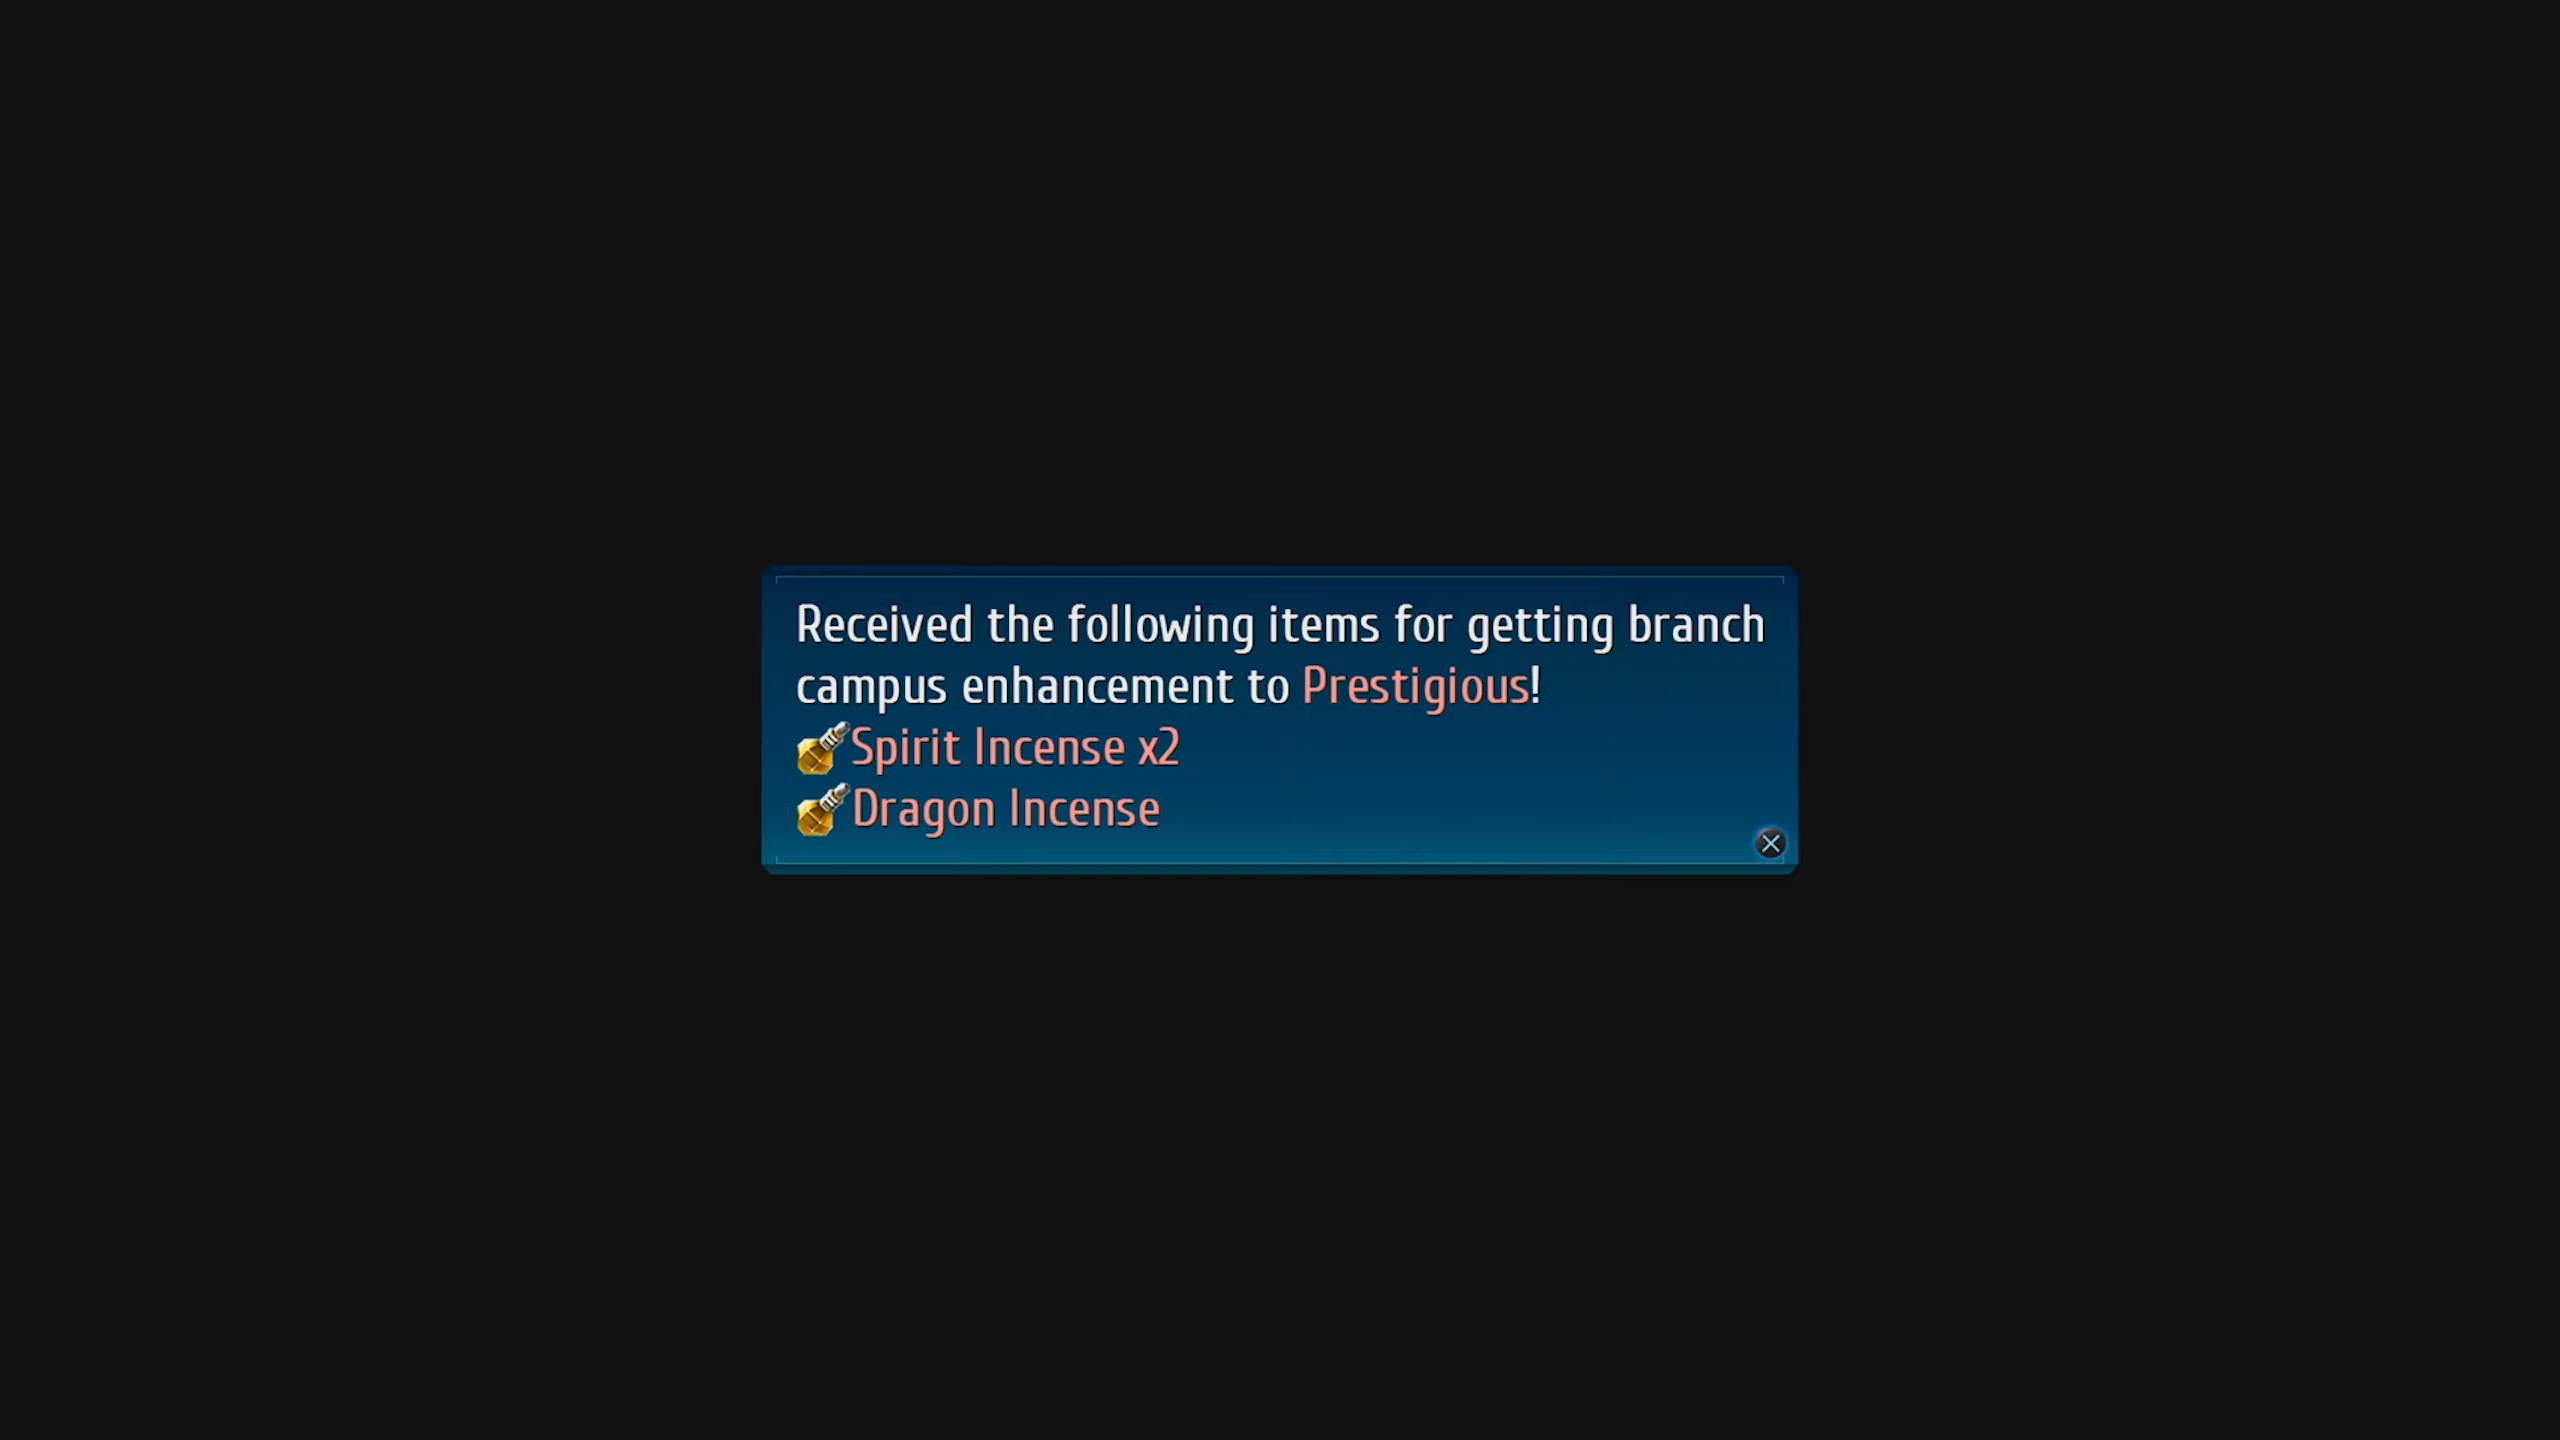 Received the following items for getting branch
campus enhancement to Prestigious!
Spirit Incense x2
Dragon Incense